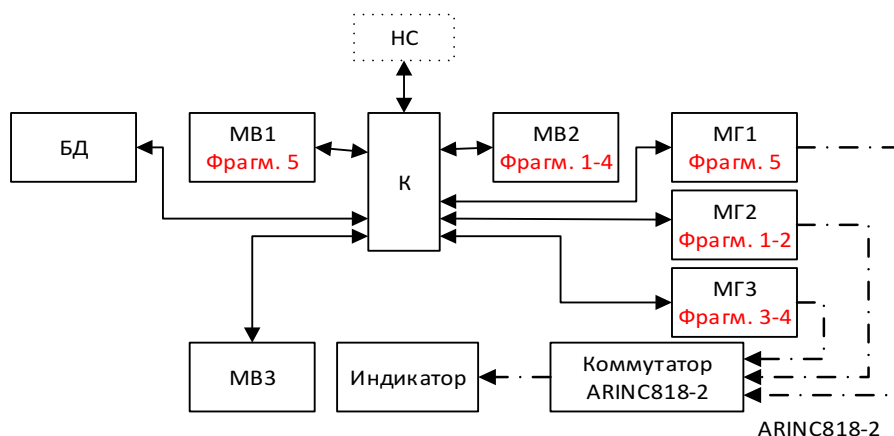 НС
БД
МВ1
Фрагм. 5
К
МВ2
Фрагм. 1-4
МГ1
Фрагм. 5
МГ2
Фрагм. 1-2
МГ3
Фрагм. 3-4
МВ3
Индикатор
Коммутатор
ARINC818-2
ARINC818-2